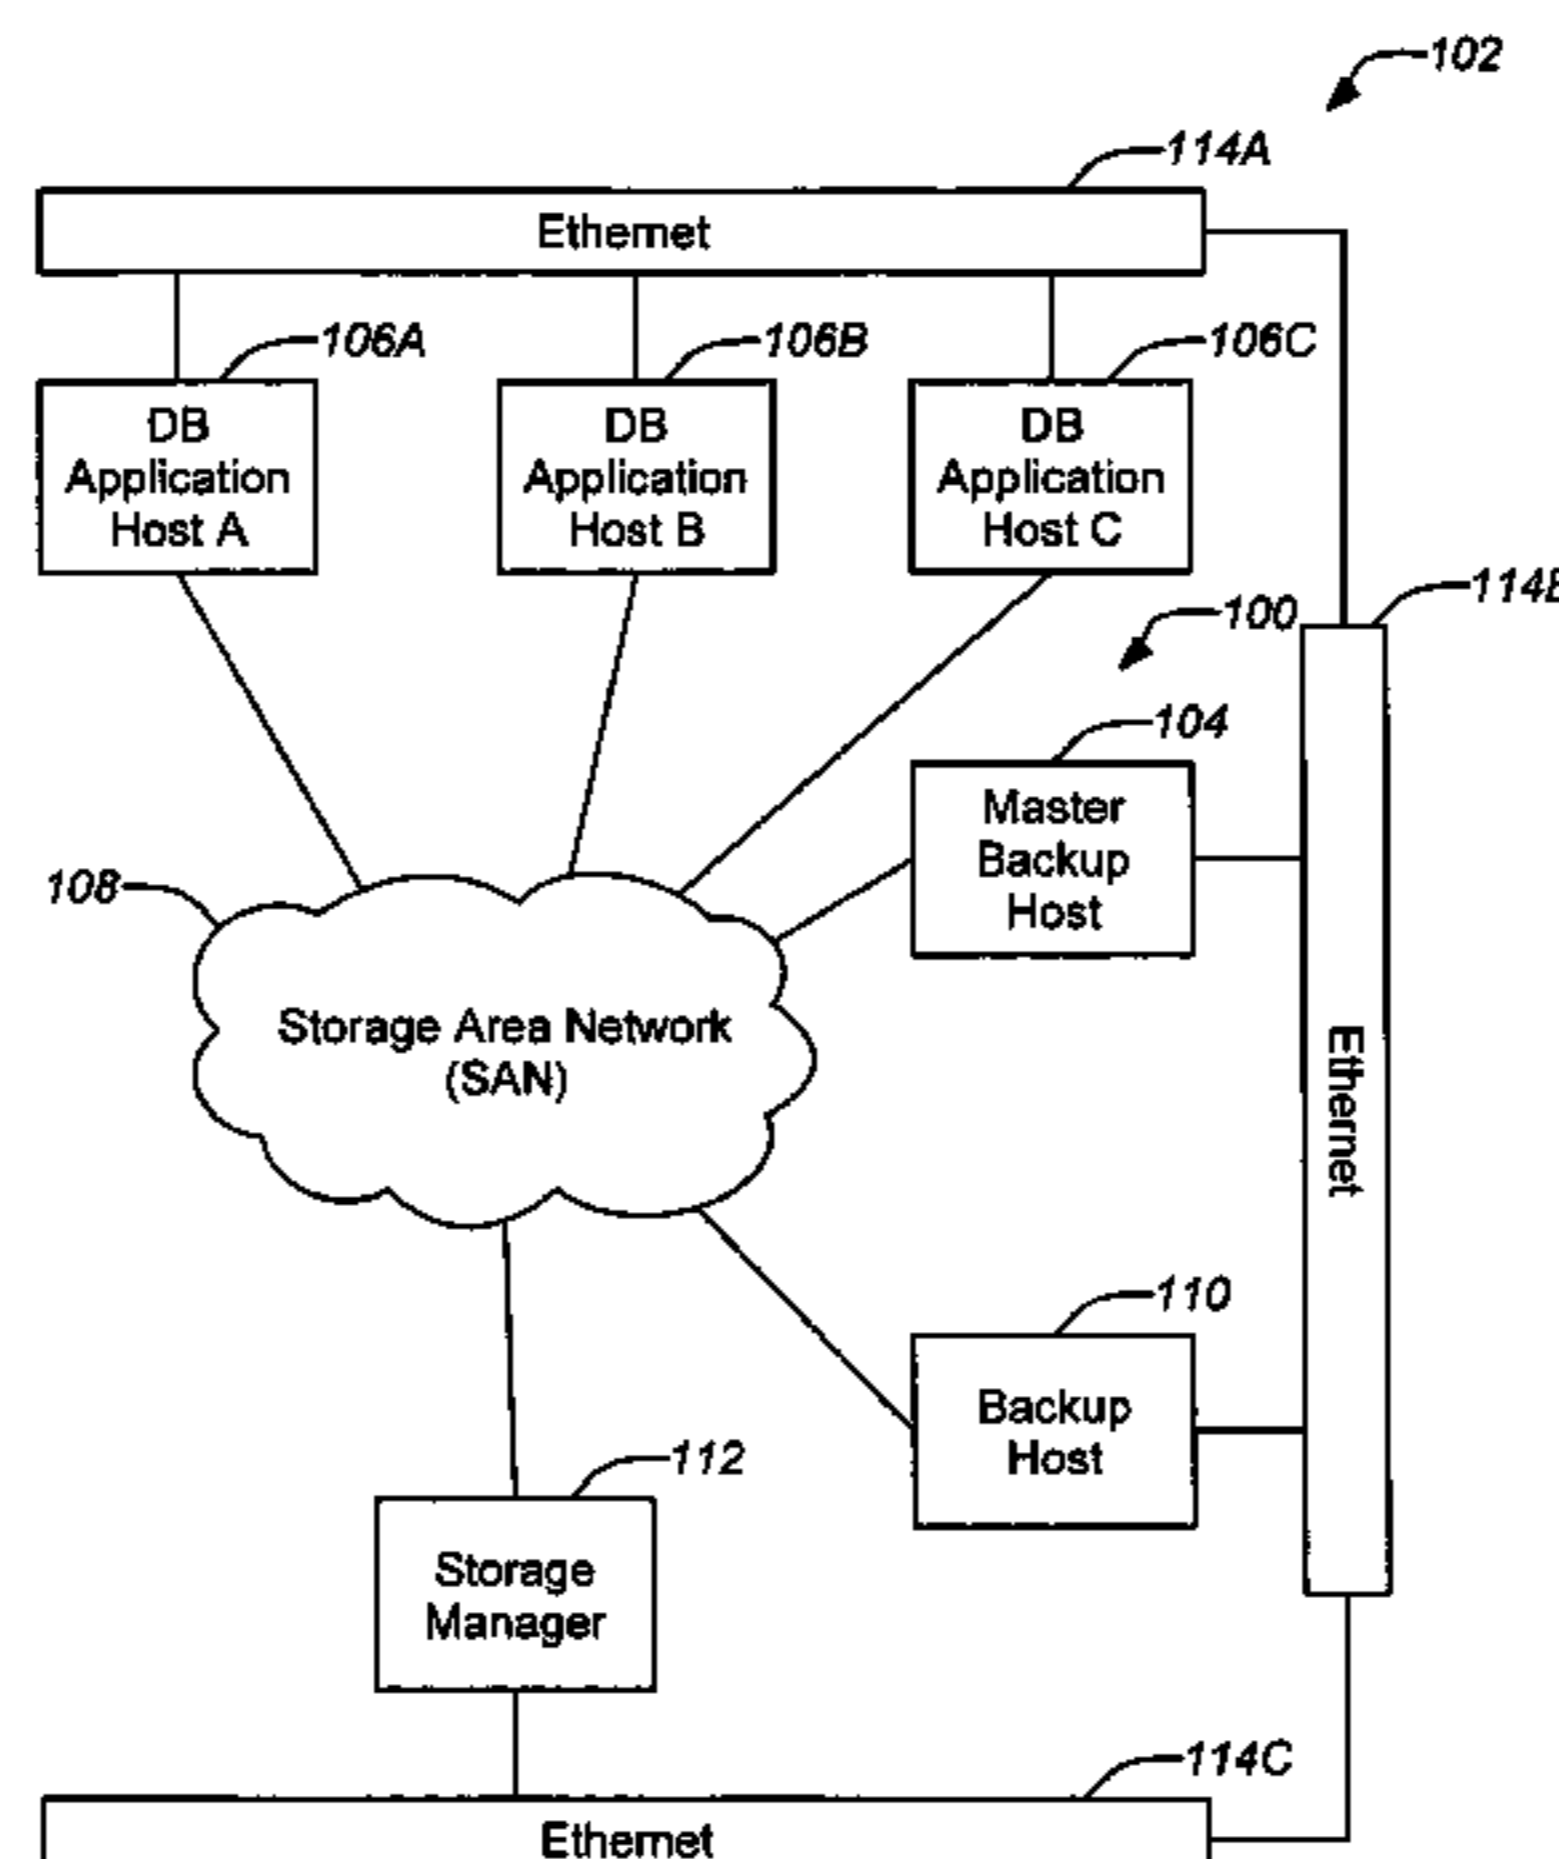 102
114A
Ethernet
106A
106B
106C
DB
Application
Host A
DB
Application
Host B
DB
Application
Host C
114B
100
104
Master
Backup
Host
108
Storage Area Network
(SAN)
Ethernet
110
Backup
Host
112
Storage
Manager
114C
Ethernet